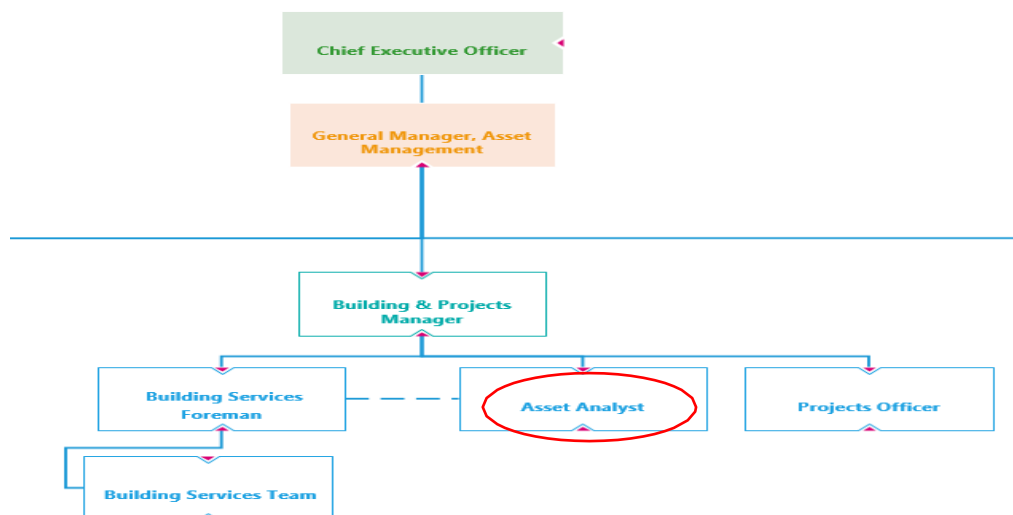 Chief Executive Officer
General Manager, Asset
Management
Building & Projects
Manager
Building Services
Foreman
Asset Analyst
Projects Officer
Building Services Team